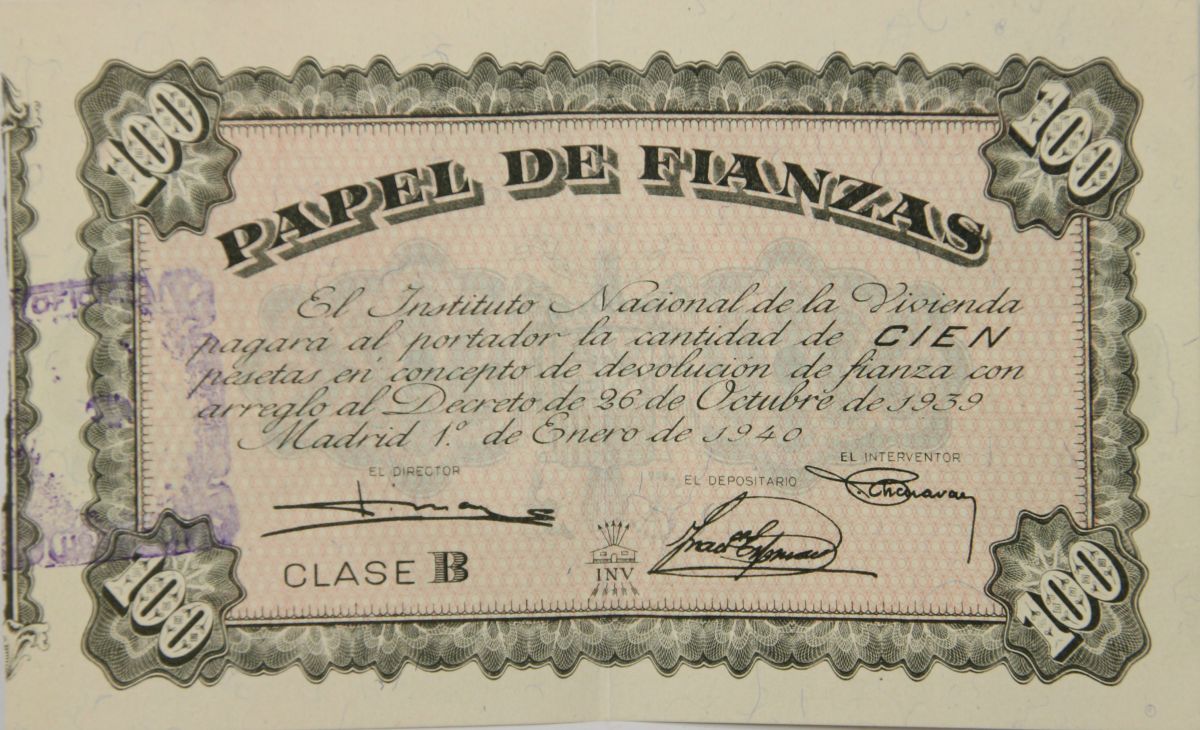 100 100
PAPEL DE FIANZAS
El Instituto Nacional de la Vivienda
pagará al portador la cantidad de CIEN
pesetas en concepto de devolución de fianza con
arreglo al Decreto de 26 de Octubre de 1939
Madrid 1.º de Enero de 1940
EL DIRECTOR
EL DEPOSITARIO
EL INTERVENTOR
CLASE B
INV
100 100